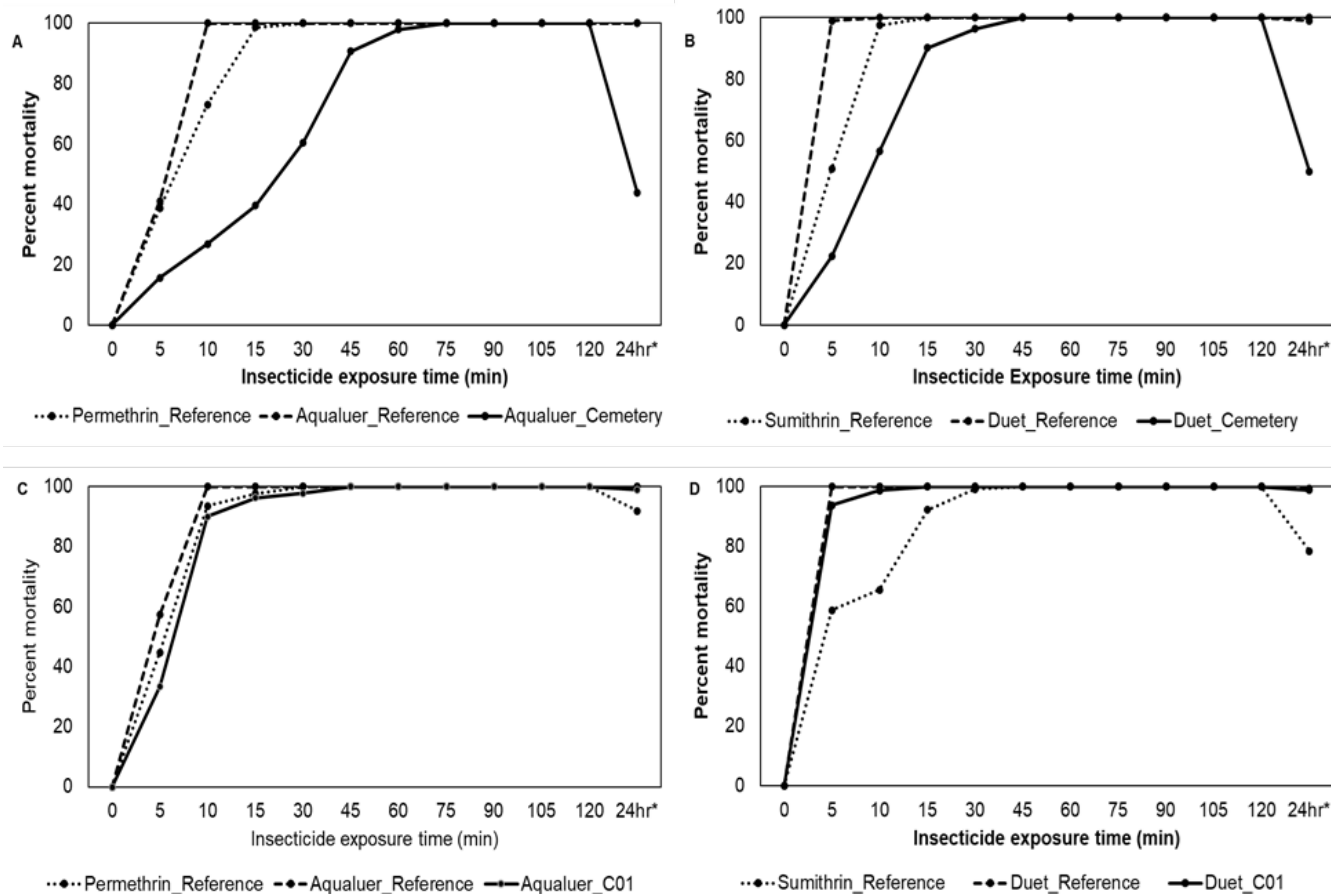 A
Percent mortality
100
80
60
40
20
0
0 5 10 15 30 45 60 75 90 105 120 24hr*
Insecticide exposure time (min)
Permethrin_Reference Aqualuer_Reference Aqualuer_Cemetery
B
Percent mortality
100
80
60
40
20
0
0 5 10 15 30 45 60 75 90 105 120 24hr*
Insecticide Exposure time (min)
Sumithrin_Reference Duet_Reference Duet_Cemetery
C
Percent mortality
100
80
60
40
20
0
0 5 10 15 30 45 60 75 90 105 120 24hr*
Insecticide exposure time (min)
Permethrin_Reference Aqualuer_Reference Aqualuer_C01
D
Percent mortality
100
80
60
40
20
0
0 5 10 15 30 45 60 75 90 105 120 24hr*
Insecticide exposure time (min)
Sumithrin_Reference Duet_Reference Duet_C01